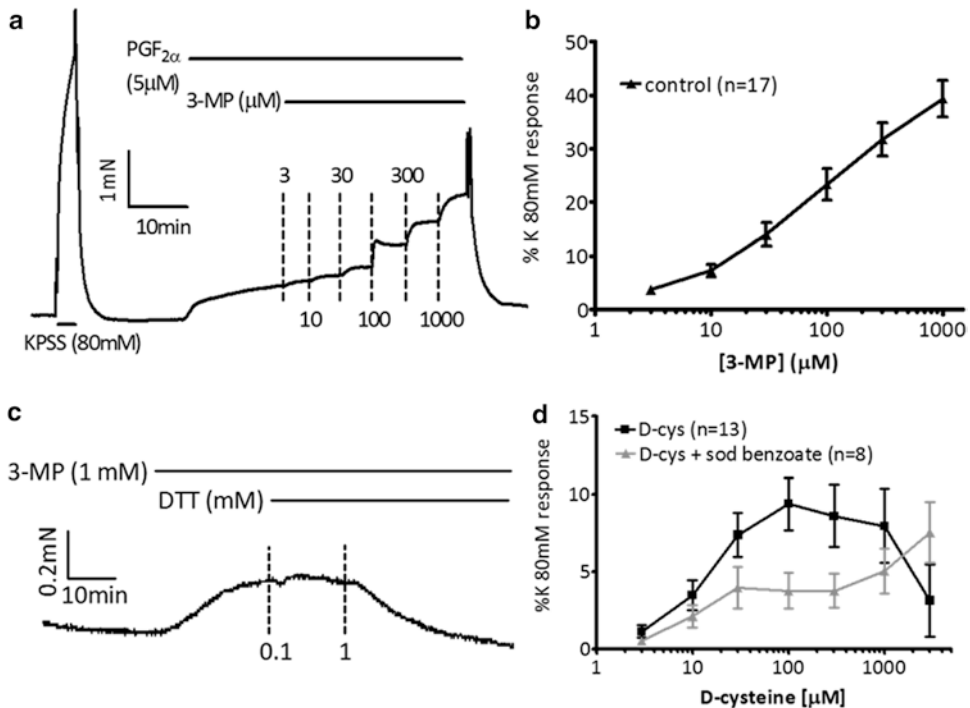 a
PGF2α
(5μM)
3-MP (μM)
1mN
10min
3 30 300
10 100 1000
KPSS (80mM)
b
% K 80mM response
50
40
30
20
10
0
control (n=17)
1 10 100 1000
[3-MP] (μM)
c
3-MP (1 mM)
DTT (mM)
0.2mN
10min
0.1 1
d
%K 80mM response
15
10
5
0
D-cys (n=13)
D-cys + sod benzoate (n=8)
1 10 100 1000
D-cysteine [μM]